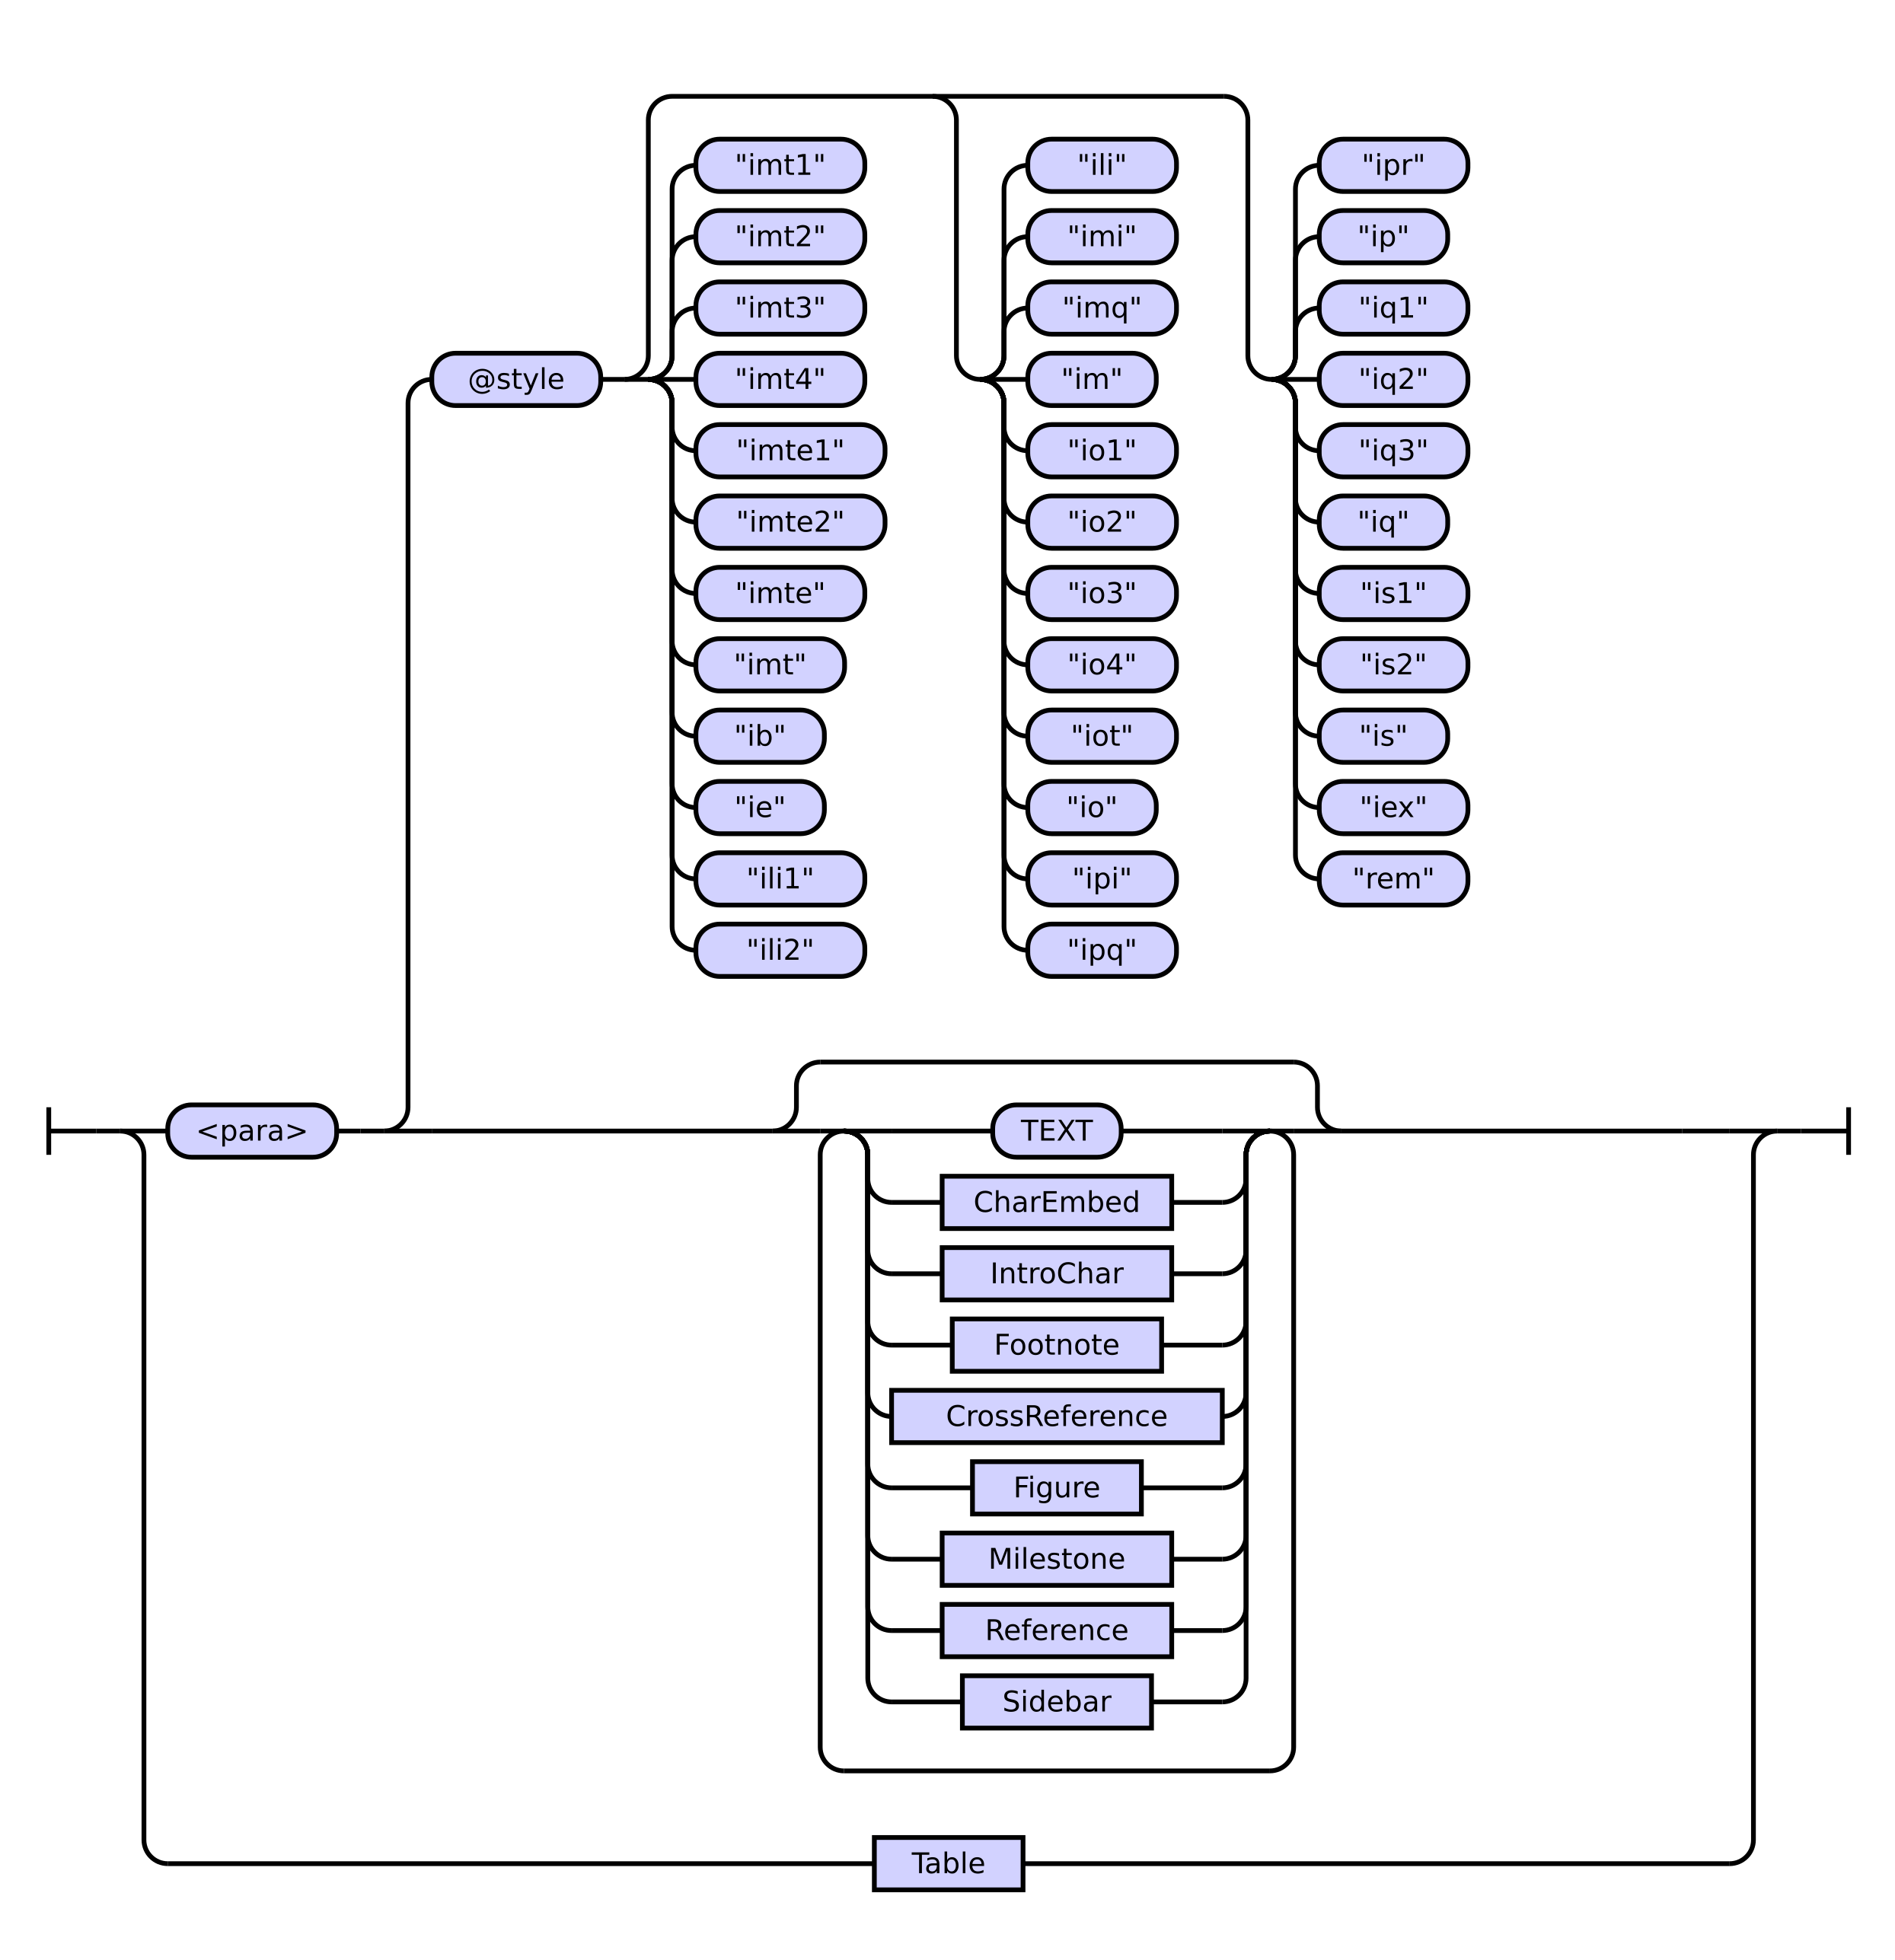 @style
"imt1"
"imt2"
"imt3"
"imt4"
"imte1"
"imte2"
"imte"
"imt"
"ib"
"ie"
"ili1"
"ili2"
"ili"
"imi"
"imq"
"im"
"io1"
"io2"
"io3"
"io4"
"iot"
"io"
"ipi"
"ipq"
"ipr"
"ip"
"iq1"
"iq2"
"iq3"
"iq"
"is1"
"is2"
"is"
"iex"
"rem"
<para>
TEXT
CharEmbed
IntroChar
Footnote
CrossReference
Figure
Milestone
Reference
Sidebar
Table